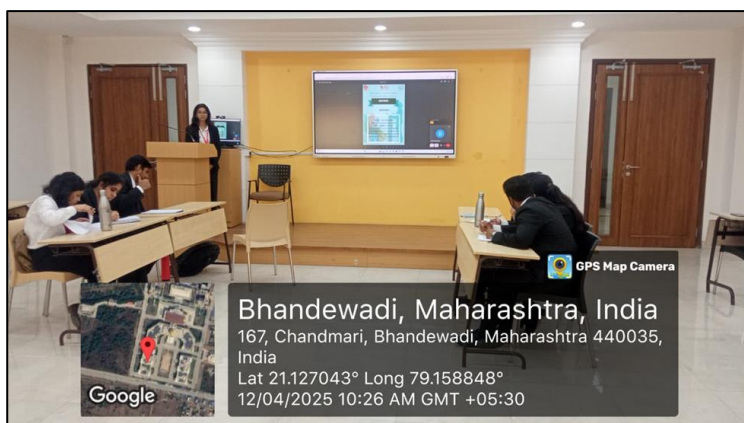 GPS Map Camera
Bhandewadi, Maharashtra, India
167, Chandmari, Bhandewadi, Maharashtra 440035,
India
Lat 21.127043° Long 79.158848°
12/04/2025 10:26 AM GMT +05:30
Google